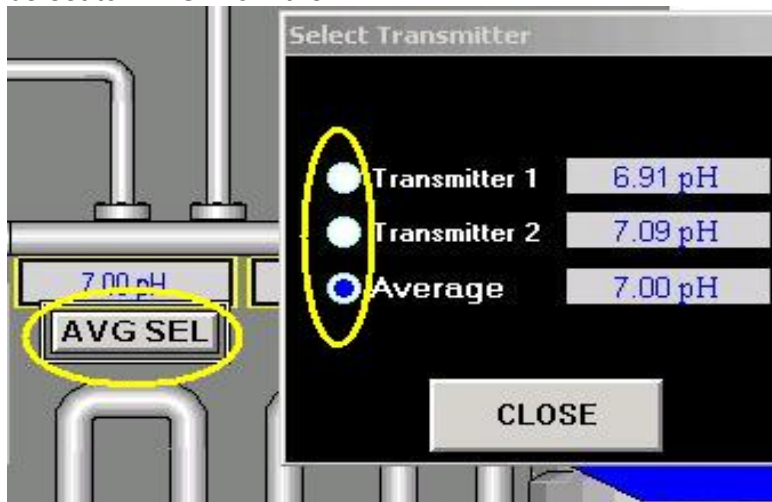 Select Transmitter
Transmitter 1 6.91 pH
Transmitter 2 7.09 pH
7.00 pH
Average 7.00 pH
AVG SEL
CLOSE